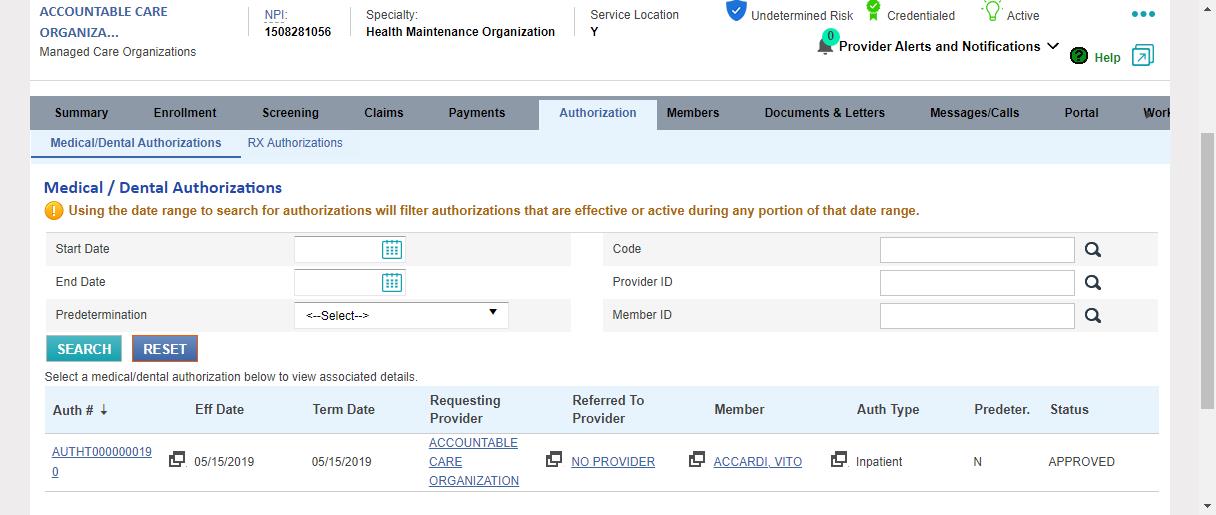 ACCOUNTABLE CARE
ORGANIZA...
Managed Care Organizations
NPI:
1508281056
Specialty:
Health Maintenance Organization
Service Location
Y
Undetermined Risk
Credentialed
Active
0
Provider Alerts and Notifications
? Help
Summary Enrollment Screening Claims Payments Authorization Members Documents & Letters Messages/Calls Portal
Medical/Dental Authorizations RX Authorizations
Medical / Dental Authorizations
! Using the date range to search for authorizations will filter authorizations that are effective or active during any portion of that date range.
Start Date Code
End Date Provider ID
Predetermination <--Select--> Member ID
SEARCH RESET
Select a medical/dental authorization below to view associated details.
Auth # ↓ Eff Date Term Date Requesting Provider Referred To Provider Member Auth Type Predeter. Status
AUTHT0000000190 05/15/2019 05/15/2019 ACCOUNTABLE CARE ORGANIZATION NO PROVIDER ACCARDI, VITO Inpatient N APPROVED